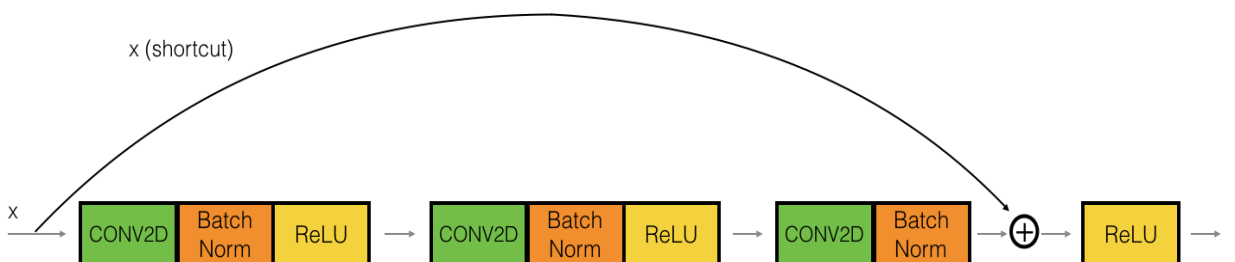 x (shortcut)
x
CONV2D
Batch
Norm
ReLU
CONV2D
Batch
Norm
ReLU
CONV2D
Batch
Norm
+
ReLU